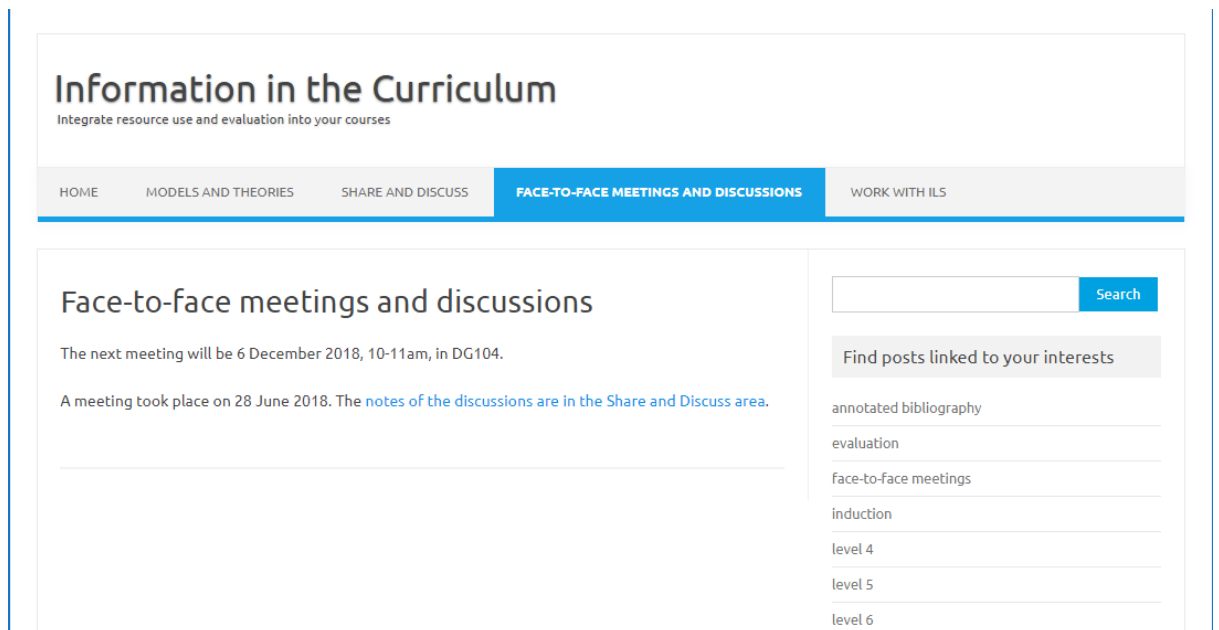 Information in the Curriculum
Integrate resource use and evaluation into your courses
HOME MODELS AND THEORIES SHARE AND DISCUSS FACE-TO-FACE MEETINGS AND DISCUSSIONS WORK WITH ILS
Face-to-face meetings and discussions
The next meeting will be 6 December 2018, 10-11am, in DG104.
A meeting took place on 28 June 2018. The notes of the discussions are in the Share and Discuss area.
Search
Find posts linked to your interests
annotated bibliography
evaluation
face-to-face meetings
induction
level 4
level 5
level 6